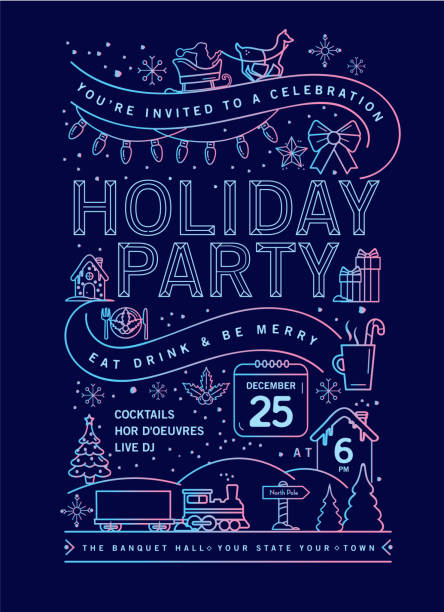 YOU'RE INVITED TO A CELEBRATION
HOLIDAY
PARTY
EAT DRINK & BE MERRY
DECEMBER
25
COCKTAILS
HOR D'OEUVRES
LIVE DJ
AT
6
PM
North Pole
THE BANQUET HALL YOUR STATE YOUR TOWN